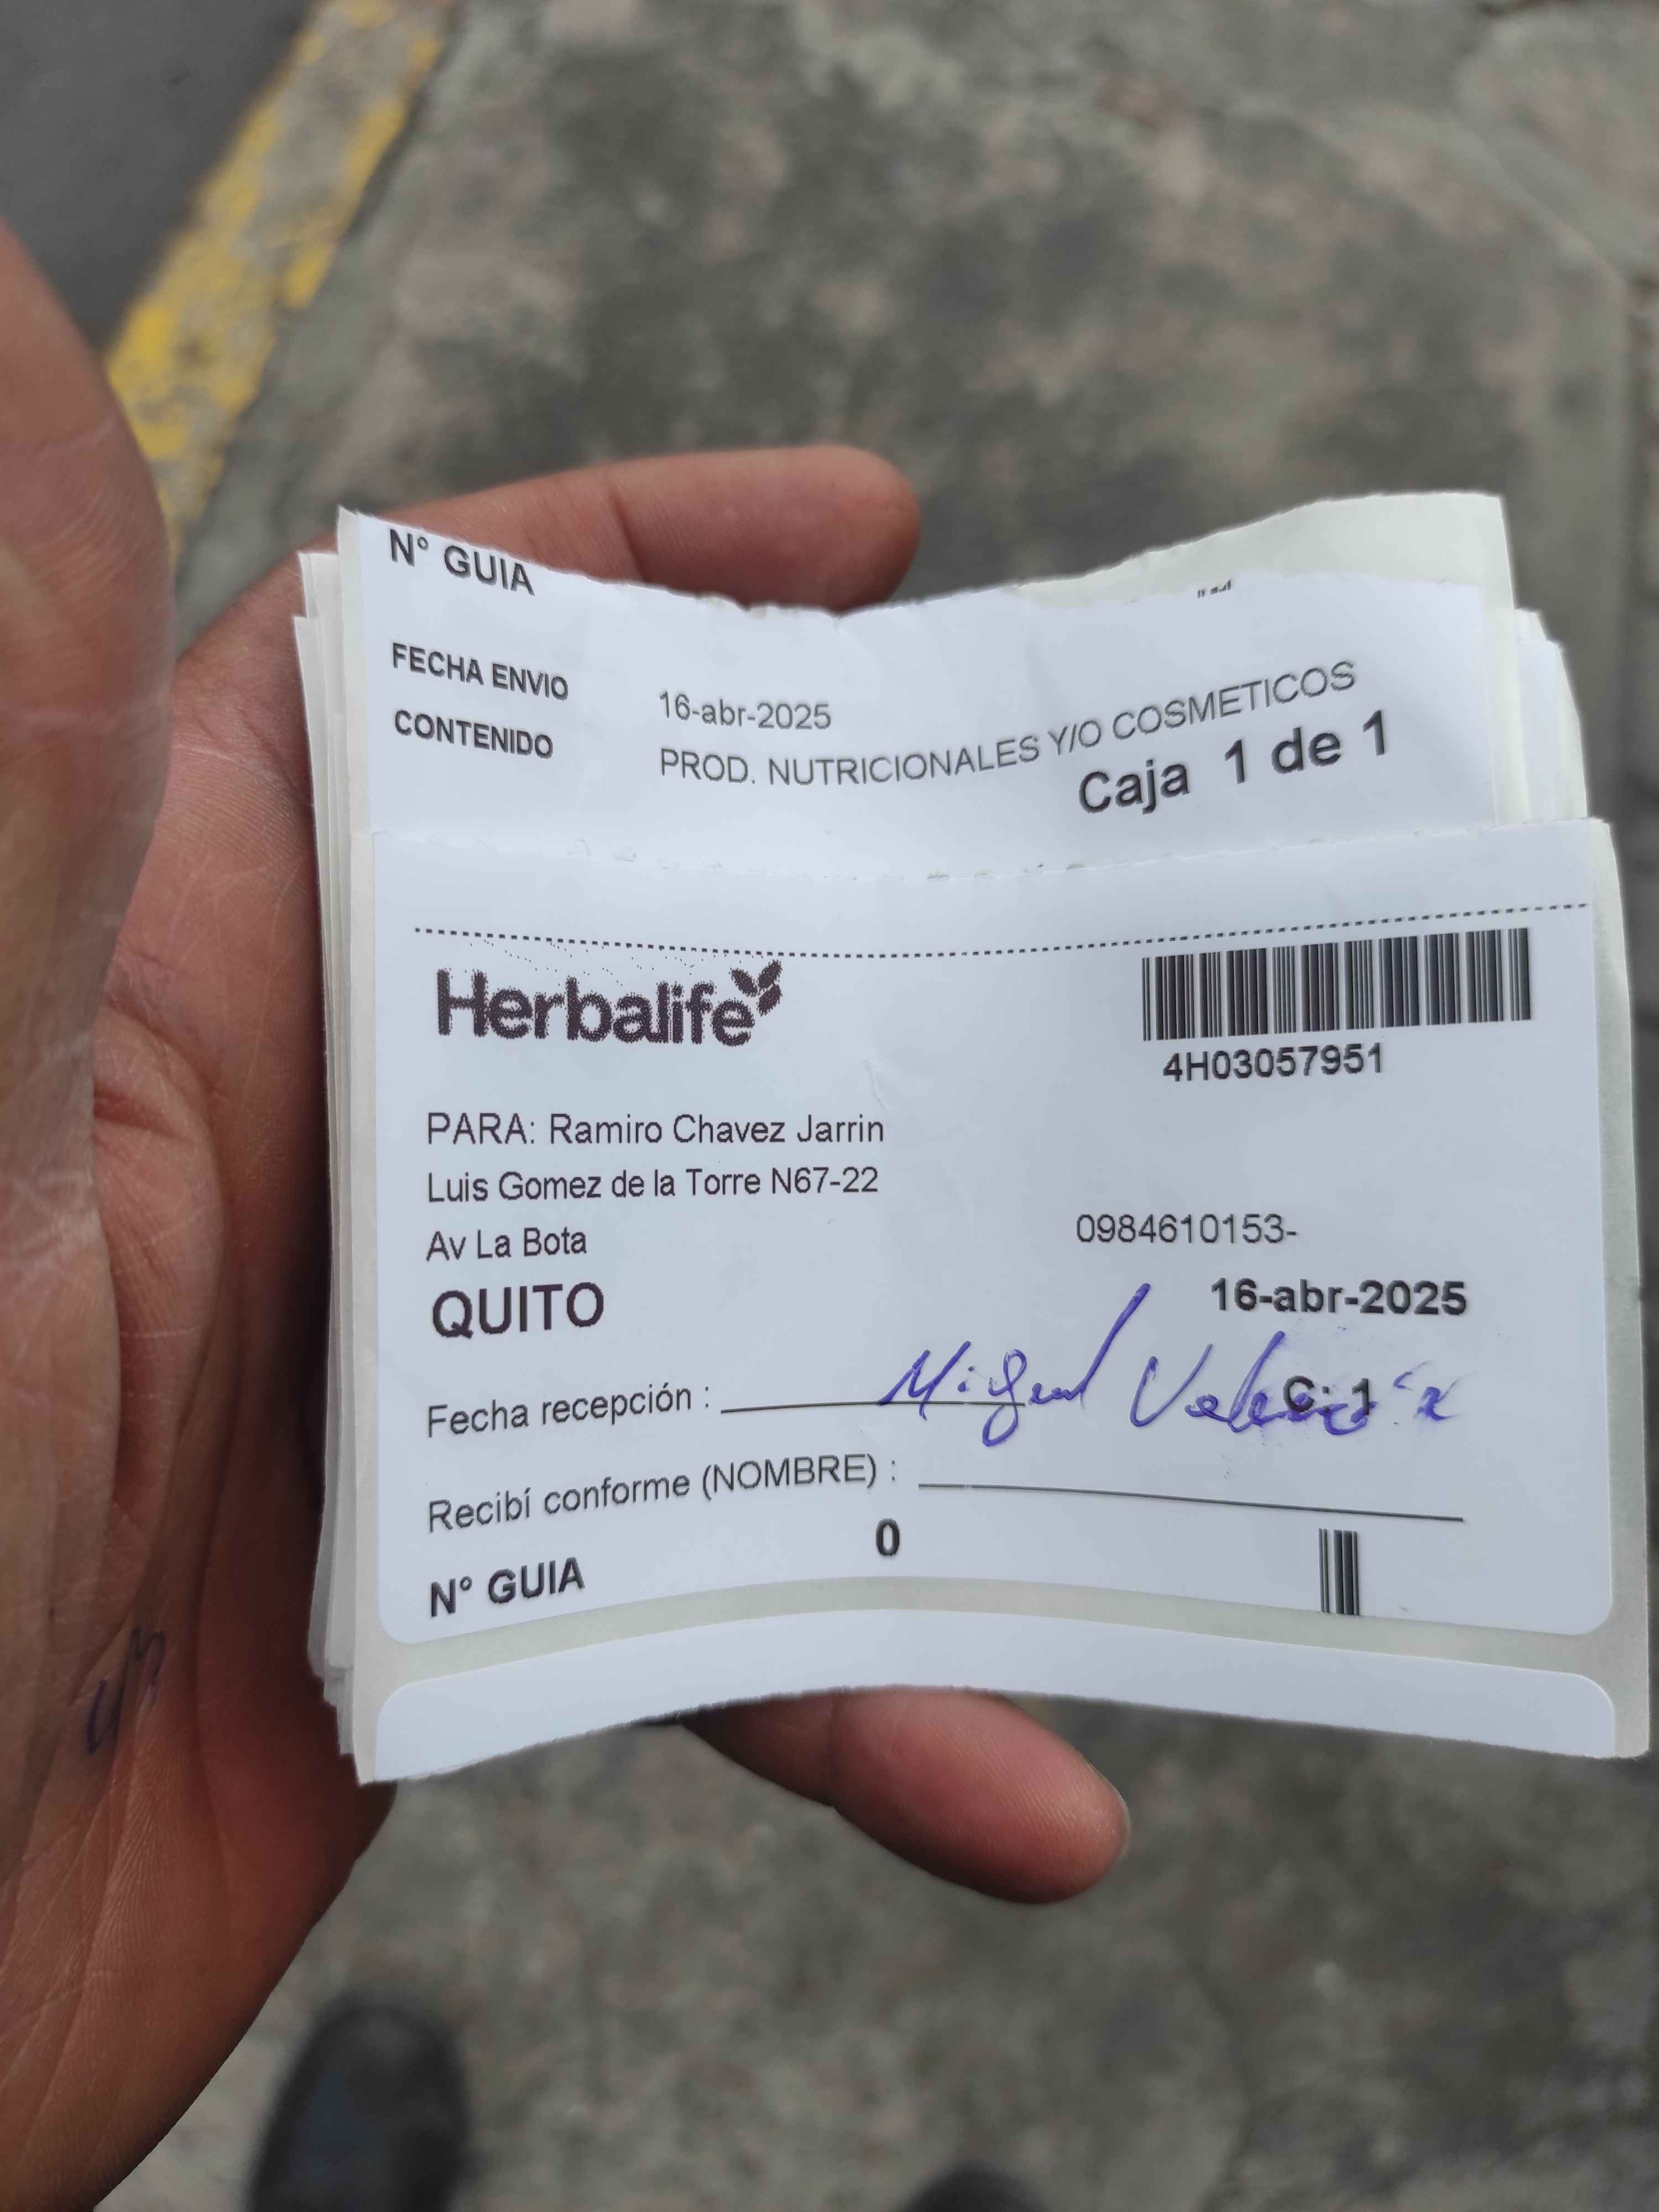 N° GUIA
FECHA ENVIO 16-abr-2025
CONTENIDO PROD. NUTRICIONALES Y/O COSMETICOS
Caja 1 de 1
Herbalife
4H03057951
PARA: Ramiro Chavez Jarrin
Luis Gomez de la Torre N67-22
Av La Bota 0984610153-
QUITO 16-abr-2025
Fecha recepción : Miguel C: 1
Recibí conforme (NOMBRE) :
N° GUIA 0